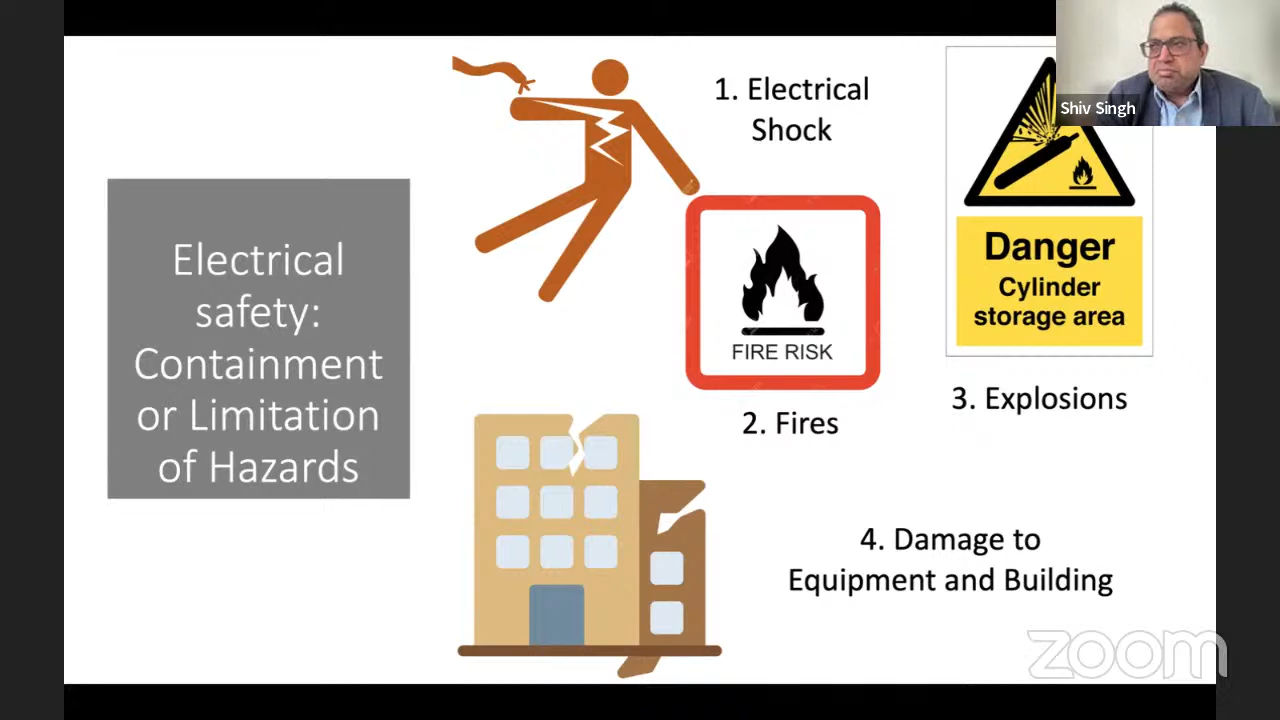 Electrical
safety:
Containment
or Limitation
of Hazards
1. Electrical
Shock
FIRE RISK
2. Fires
Shiv Singh
Danger
Cylinder
storage area
3. Explosions
4. Damage to
Equipment and Building
zoom